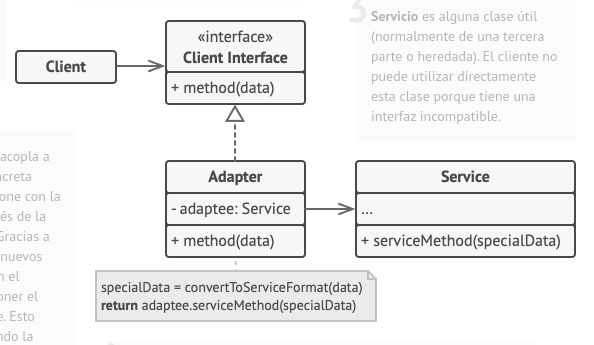 3
Servicio es alguna clase útil
(normalmente de una tercera
parte o heredada). El cliente no
puede utilizar directamente
esta clase porque tiene una
interfaz incompatible.
«interface»
Client Interface
+ method(data)
Client
Adapter
- adaptee: Service
+ method(data)
Service
...
+ serviceMethod(specialData)
specialData = convertToServiceFormat(data)
return adaptee.serviceMethod(specialData)
acopla a
one con la
és de la
Gracias a
nuevos
n el
oner el
e. Esto
ndo la